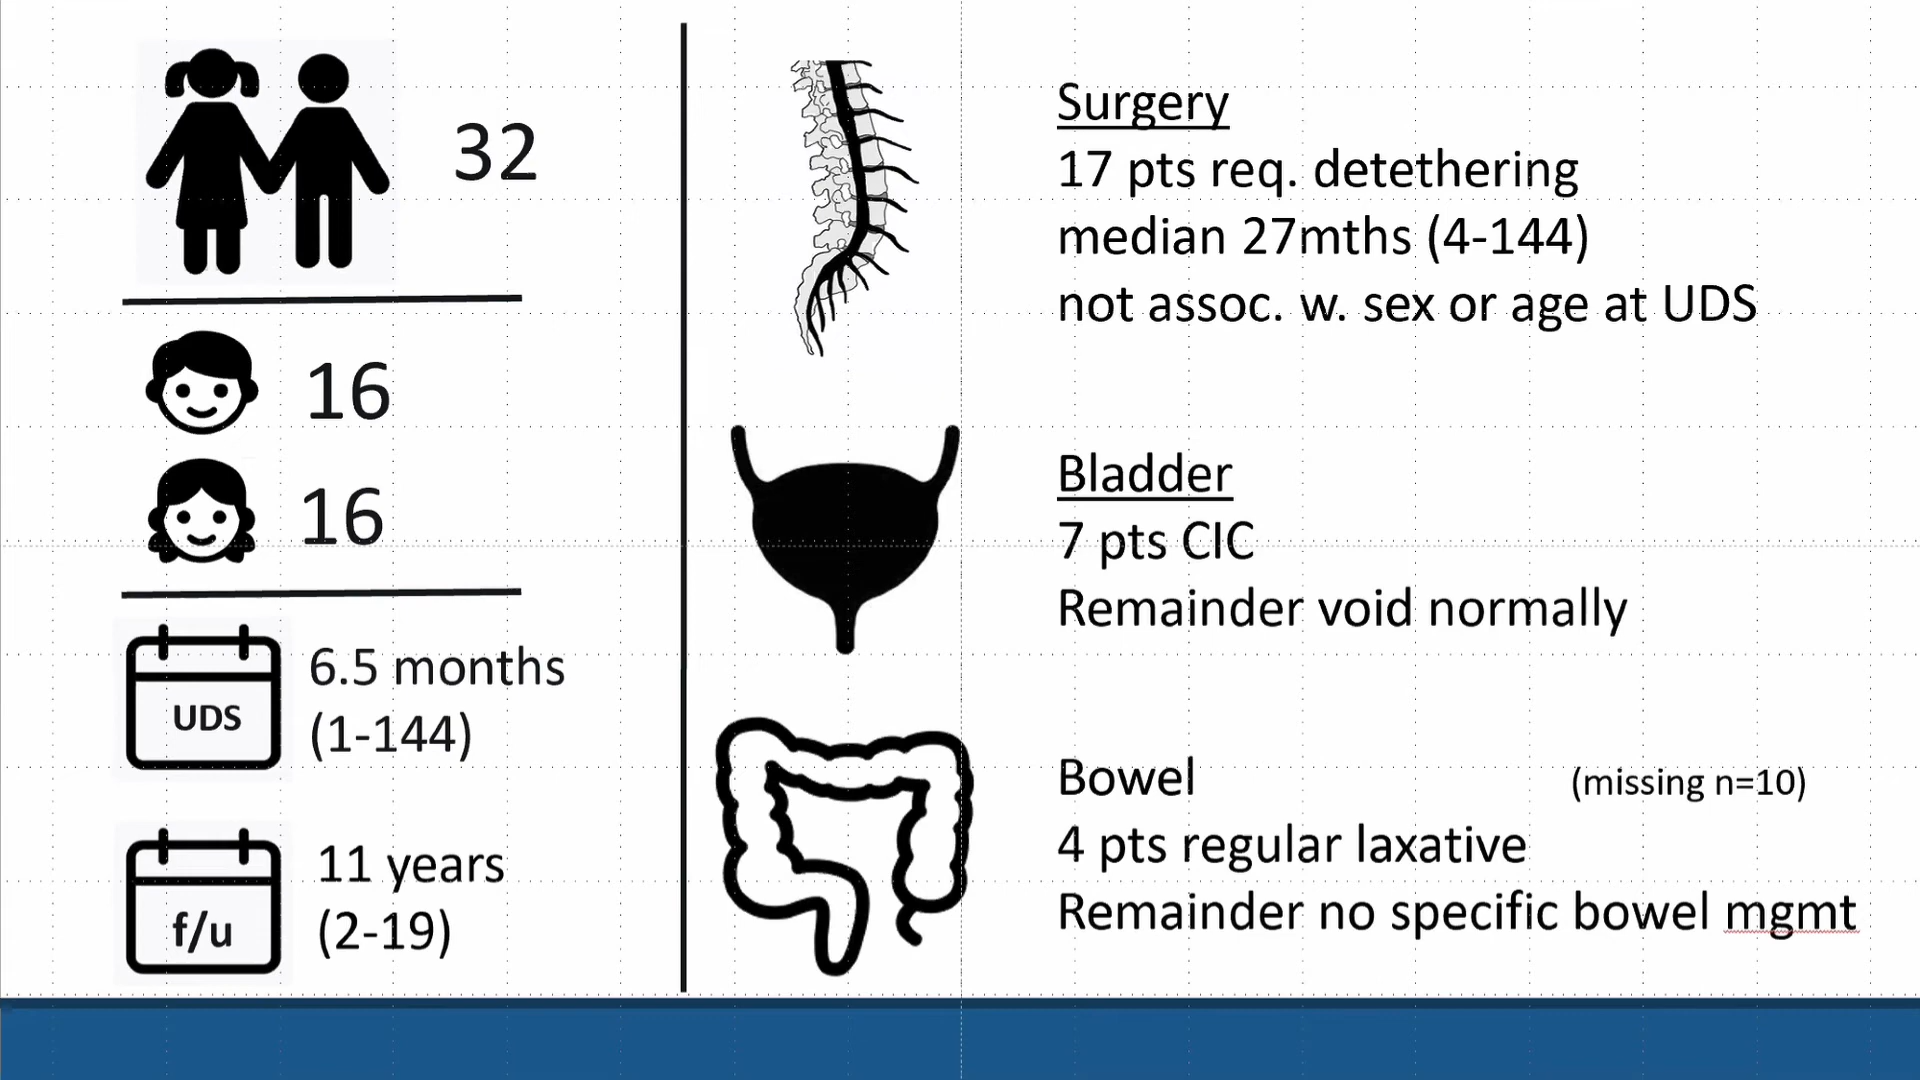 32
16
16
UDS
6.5 months
(1-144)
f/u
11 years
(2-19)
Surgery
17 pts req. detethering
median 27mths (4-144)
not assoc. w. sex or age at UDS
Bladder
7 pts CIC
Remainder void normally
Bowel (missing n=10)
4 pts regular laxative
Remainder no specific bowel mgmt